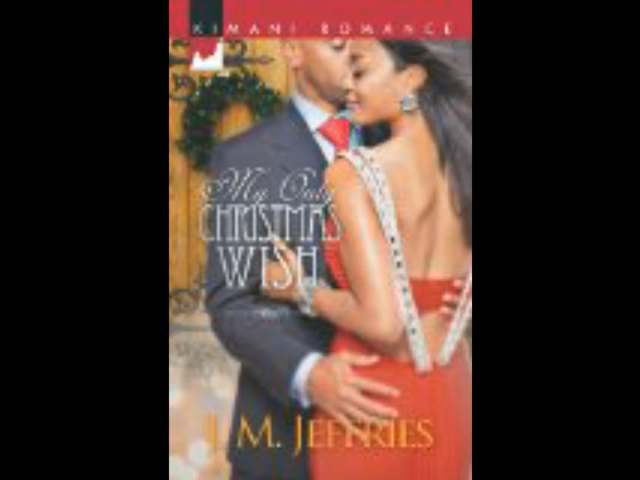 KIMANI ROMANCE
My Only
CHRISTMAS
WISH
J. M. JEFFRIES